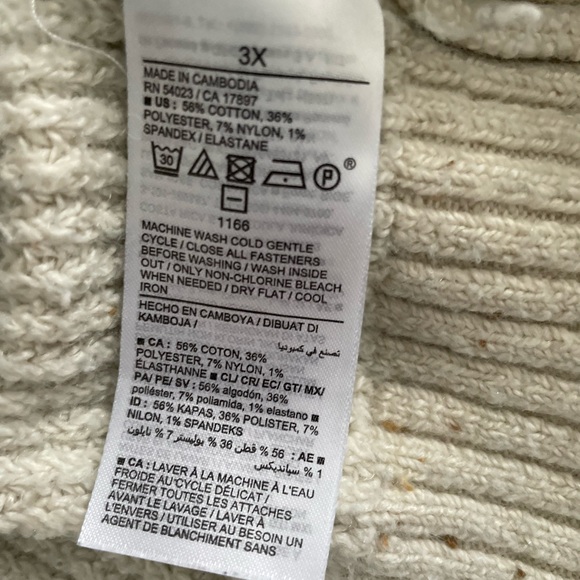 3X
MADE IN CAMBODIA
RN 54023 / CA 17897
■ US : 56% COTTON, 36%
POLYESTER, 7% NYLON, 1%
SPANDEX / ELASTANE
30 P ®
1166
MACHINE WASH COLD GENTLE
CYCLE / CLOSE ALL FASTENERS
BEFORE WASHING / WASH INSIDE
OUT / ONLY NON-CHLORINE BLEACH
WHEN NEEDED / DRY FLAT / COOL
IRON
HECHO EN CAMBOYA / DIBUAT DI
KAMBOJA / تصنع في كمبوديا
■ CA : 56% COTON, 36%
POLYESTER, 7% NYLON, 1%
ÉLASTHANNE ■ CL/ CR/ EC/ GT/ MX/
PA/ PE/ SV : 56% algodón, 36%
poliéster, 7% poliamida, 1% elastano ■
ID : 56% KAPAS, 36% POLISTER, 7%
NILON, 1% SPANDEKS ■
AE : 56 % قطن 36 % بوليستر 7 % نايلون
1 % سباندیکس
■ CA : LAVER À LA MACHINE À L'EAU
FROIDE AU CYCLE DÉLICAT /
FERMER TOUTES LES ATTACHES
AVANT LE LAVAGE / LAVER À
L'ENVERS / UTILISER AU BESOIN UN
AGENT DE BLANCHIMENT SANS